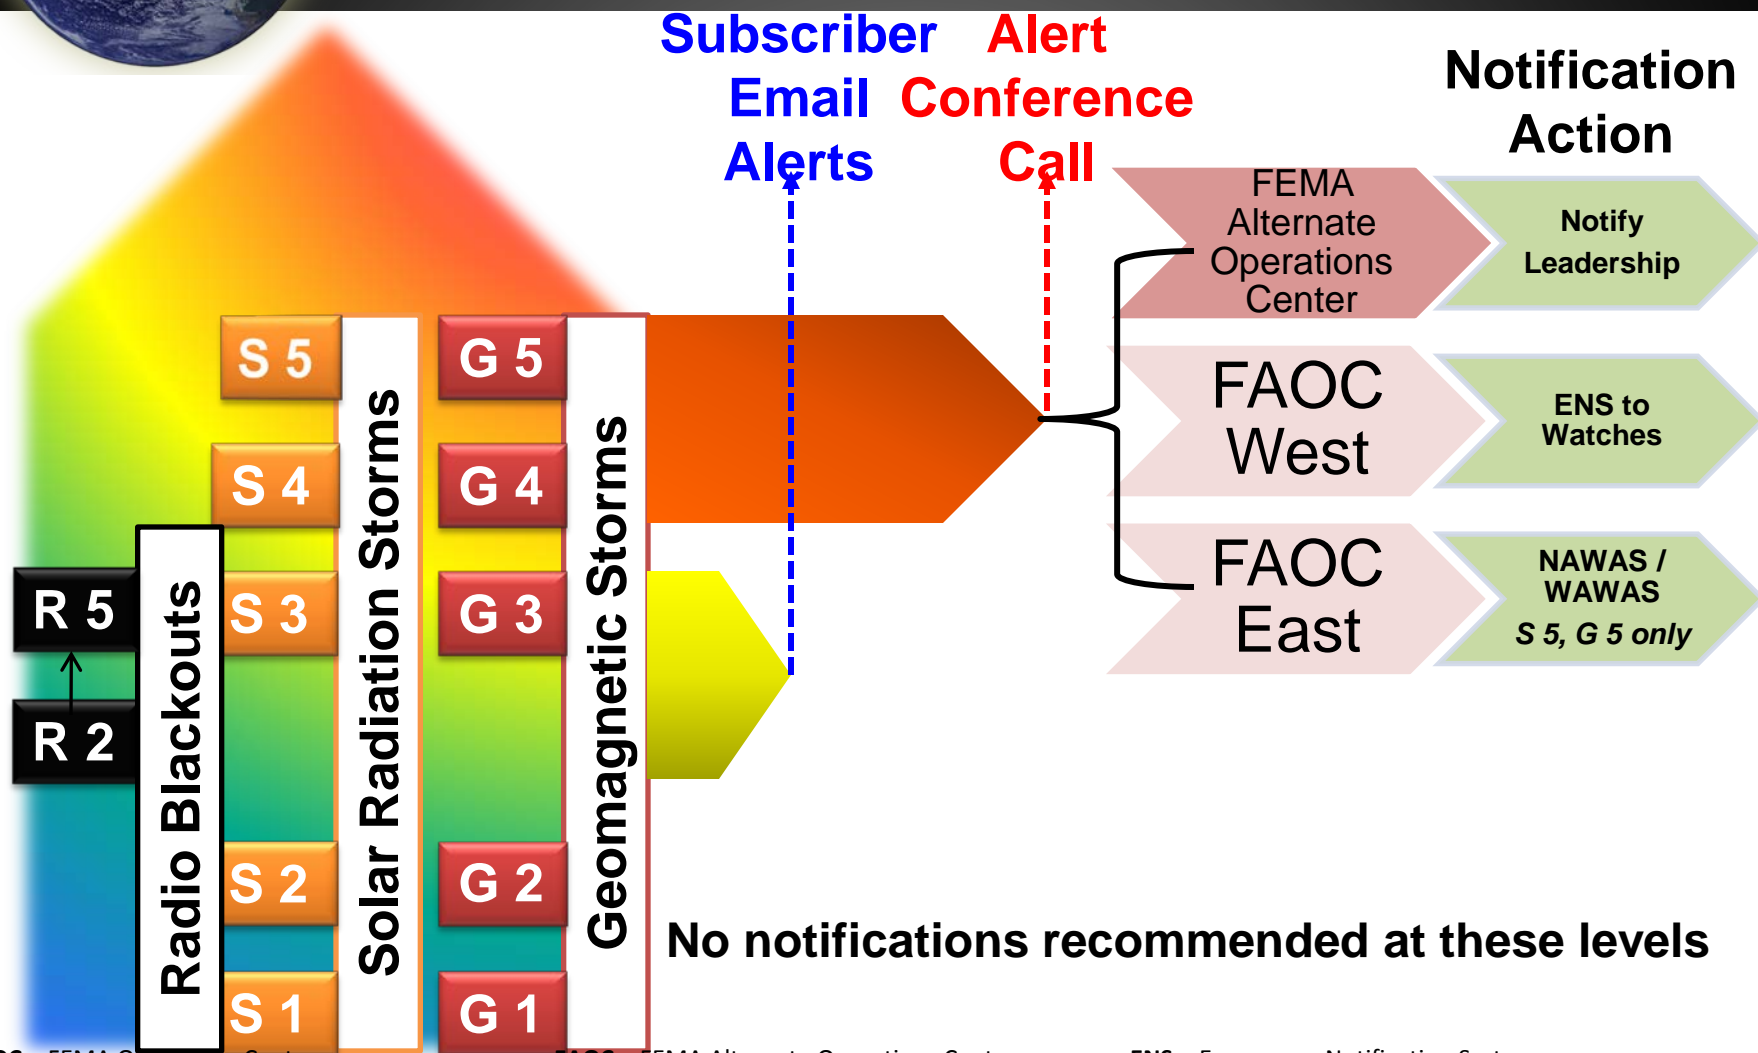 Subscriber
Email
Alerts
Alert
Conference
Call
Notification
Action
FEMA
Alternate
Operations
Center
Notify
Leadership
FAOC
West
ENS to
Watches
FAOC
East
NAWAS /
WAWAS
S 5, G 5 only
S 5
S 4
S 3
S 2
S 1
G 5
G 4
G 3
G 2
G 1
R 5
R 2
Radio Blackouts
Solar Radiation Storms
Geomagnetic Storms
No notifications recommended at these levels